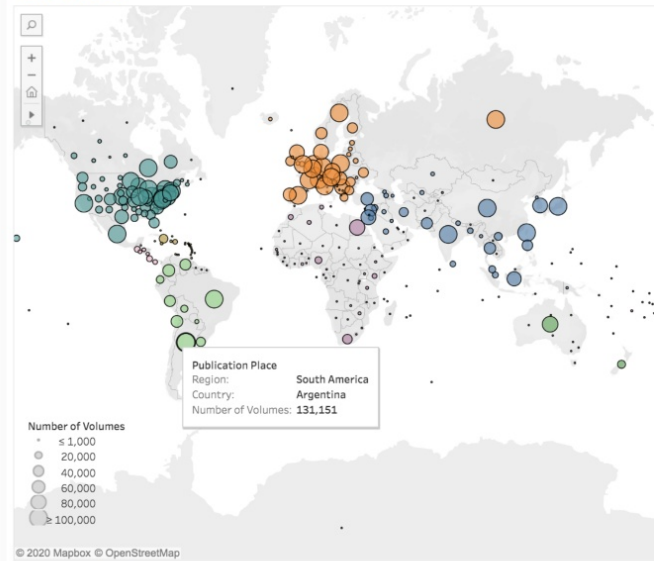 Publication Place
Region: South America
Country: Argentina
Number of Volumes: 131,151
Number of Volumes
≤ 1,000
20,000
40,000
60,000
80,000
≥ 100,000
© 2020 Mapbox © OpenStreetMap